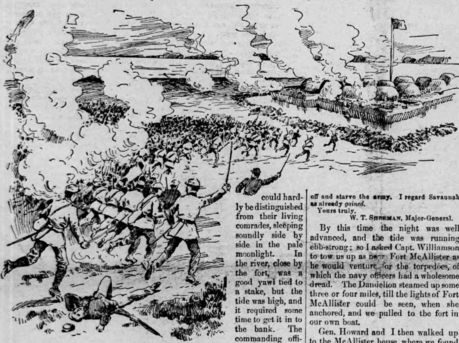 could hard-
ly be distinguished
from their living
comrades, sleeping
soundly side by
side in the pale
moonlight. In
the river, close by
the fort, was a
good yawl tied to
a stake, but the
tide was high, and
it required some
time to get it in to
the bank. The
commanding offi-
off and starve the army. I regard Savannah
as already gained.
Yours truly,
W. T. SHERMAN, Major-General.
By this time the night was well
advanced, and the tide was running
ebb-strong; so I asked Capt. Williamson
to tow us up as near Fort McAllister as
he would venture for the torpedoes, of
which the navy officers had a wholesome
dread. The Dandelion steamed up some
three or four miles, till the lights of Fort
McAllister could be seen, when she
anchored, and we pulled to the fort in
our own boat.
Gen. Howard and I then walked up
to the McAllister house, where we found